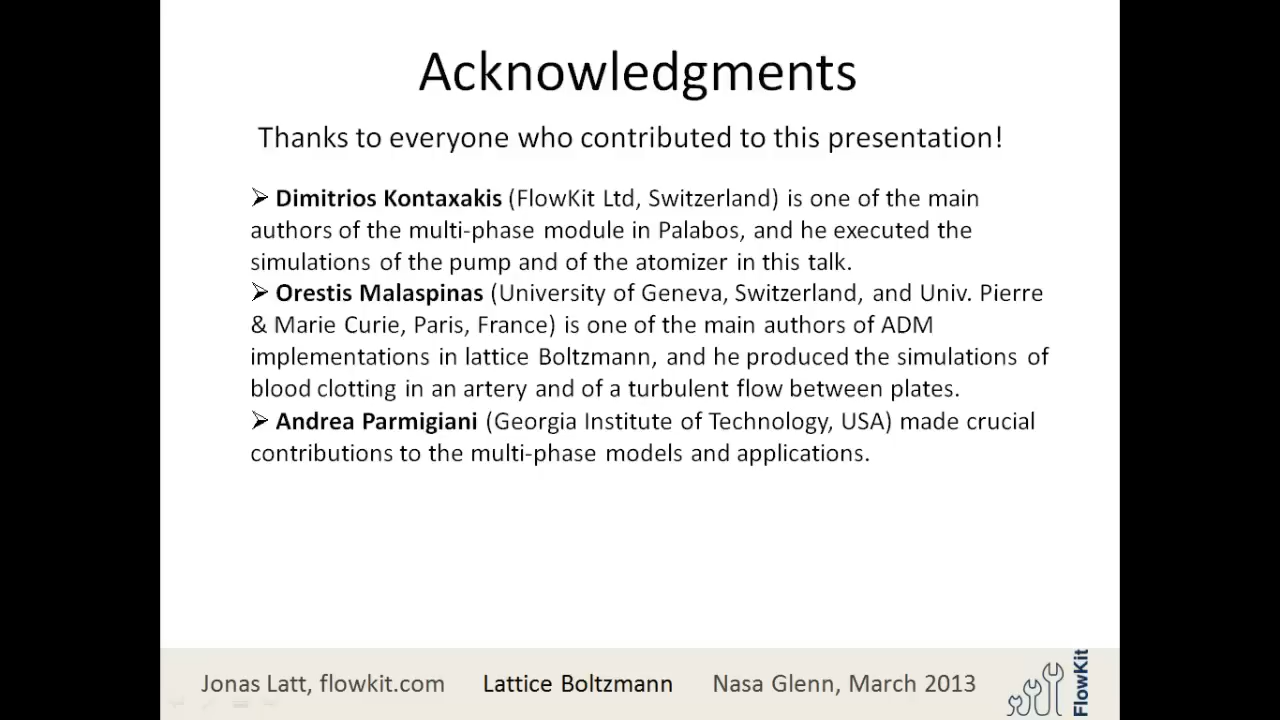 Acknowledgments
Thanks to everyone who contributed to this presentation!
➢ Dimitrios Kontaxakis (FlowKit Ltd, Switzerland) is one of the main
authors of the multi-phase module in Palabos, and he executed the
simulations of the pump and of the atomizer in this talk.
➢ Orestis Malaspinas (University of Geneva, Switzerland, and Univ. Pierre
& Marie Curie, Paris, France) is one of the main authors of ADM
implementations in lattice Boltzmann, and he produced the simulations of
blood clotting in an artery and of a turbulent flow between plates.
➢ Andrea Parmigiani (Georgia Institute of Technology, USA) made crucial
contributions to the multi-phase models and applications.
Jonas Latt, flowkit.com Lattice Boltzmann Nasa Glenn, March 2013
FlowKit